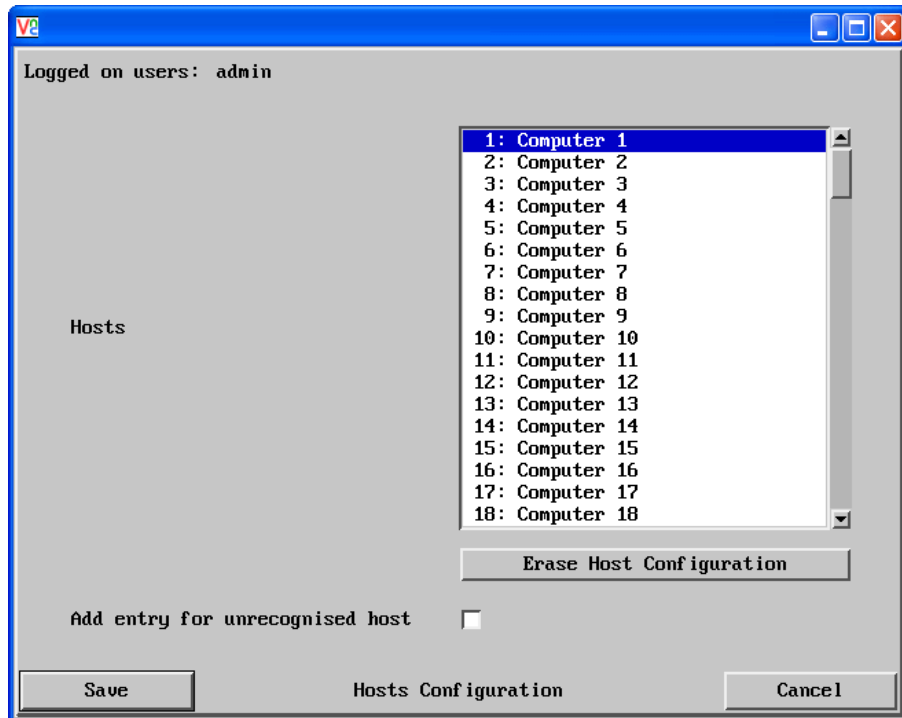 Logged on users: admin
1: Computer 1
2: Computer 2
3: Computer 3
4: Computer 4
5: Computer 5
6: Computer 6
7: Computer 7
8: Computer 8
9: Computer 9
Hosts
10: Computer 10
11: Computer 11
12: Computer 12
13: Computer 13
14: Computer 14
15: Computer 15
16: Computer 16
17: Computer 17
18: Computer 18
Erase Host Configuration
Add entry for unrecognised host
Save
Hosts Configuration
Cancel